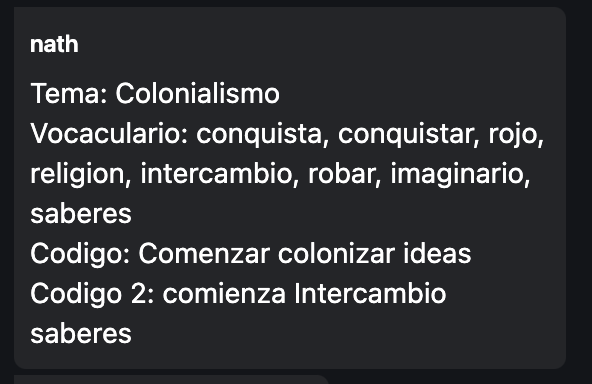 nath
Tema: Colonialismo
Vocaculario: conquista, conquistar, rojo,
religion, intercambio, robar, imaginario,
saberes
Codigo: Comenzar colonizar ideas
Codigo 2: comienza Intercambio
saberes